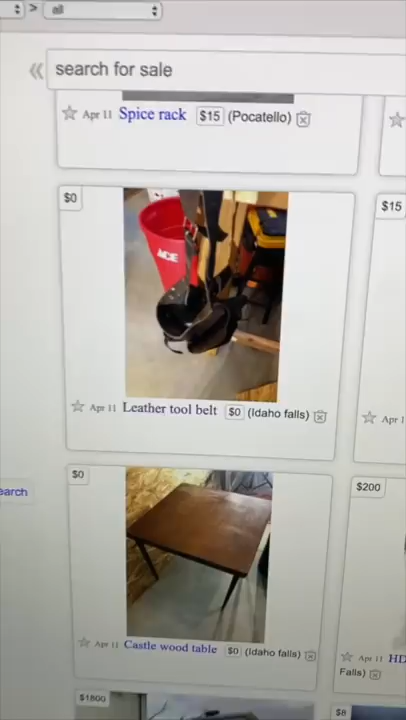 > all
« search for sale
☆ Apr 11 Spice rack $15 (Pocatello)
$0
$15
ACE
☆ Apr 11 Leather tool belt $0 (Idaho falls)
☆ Apr 1
earch
$0
$200
☆ Apr 11 Castle wood table $0 (Idaho falls)
☆ Apr 11 HD
Falls)
$1800
$8